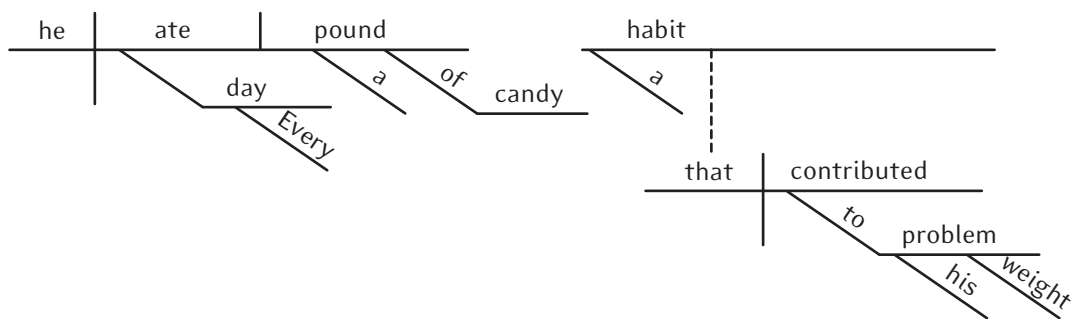 he ate pound habit
a of a
day candy
Every
that contributed
to problem
his weight